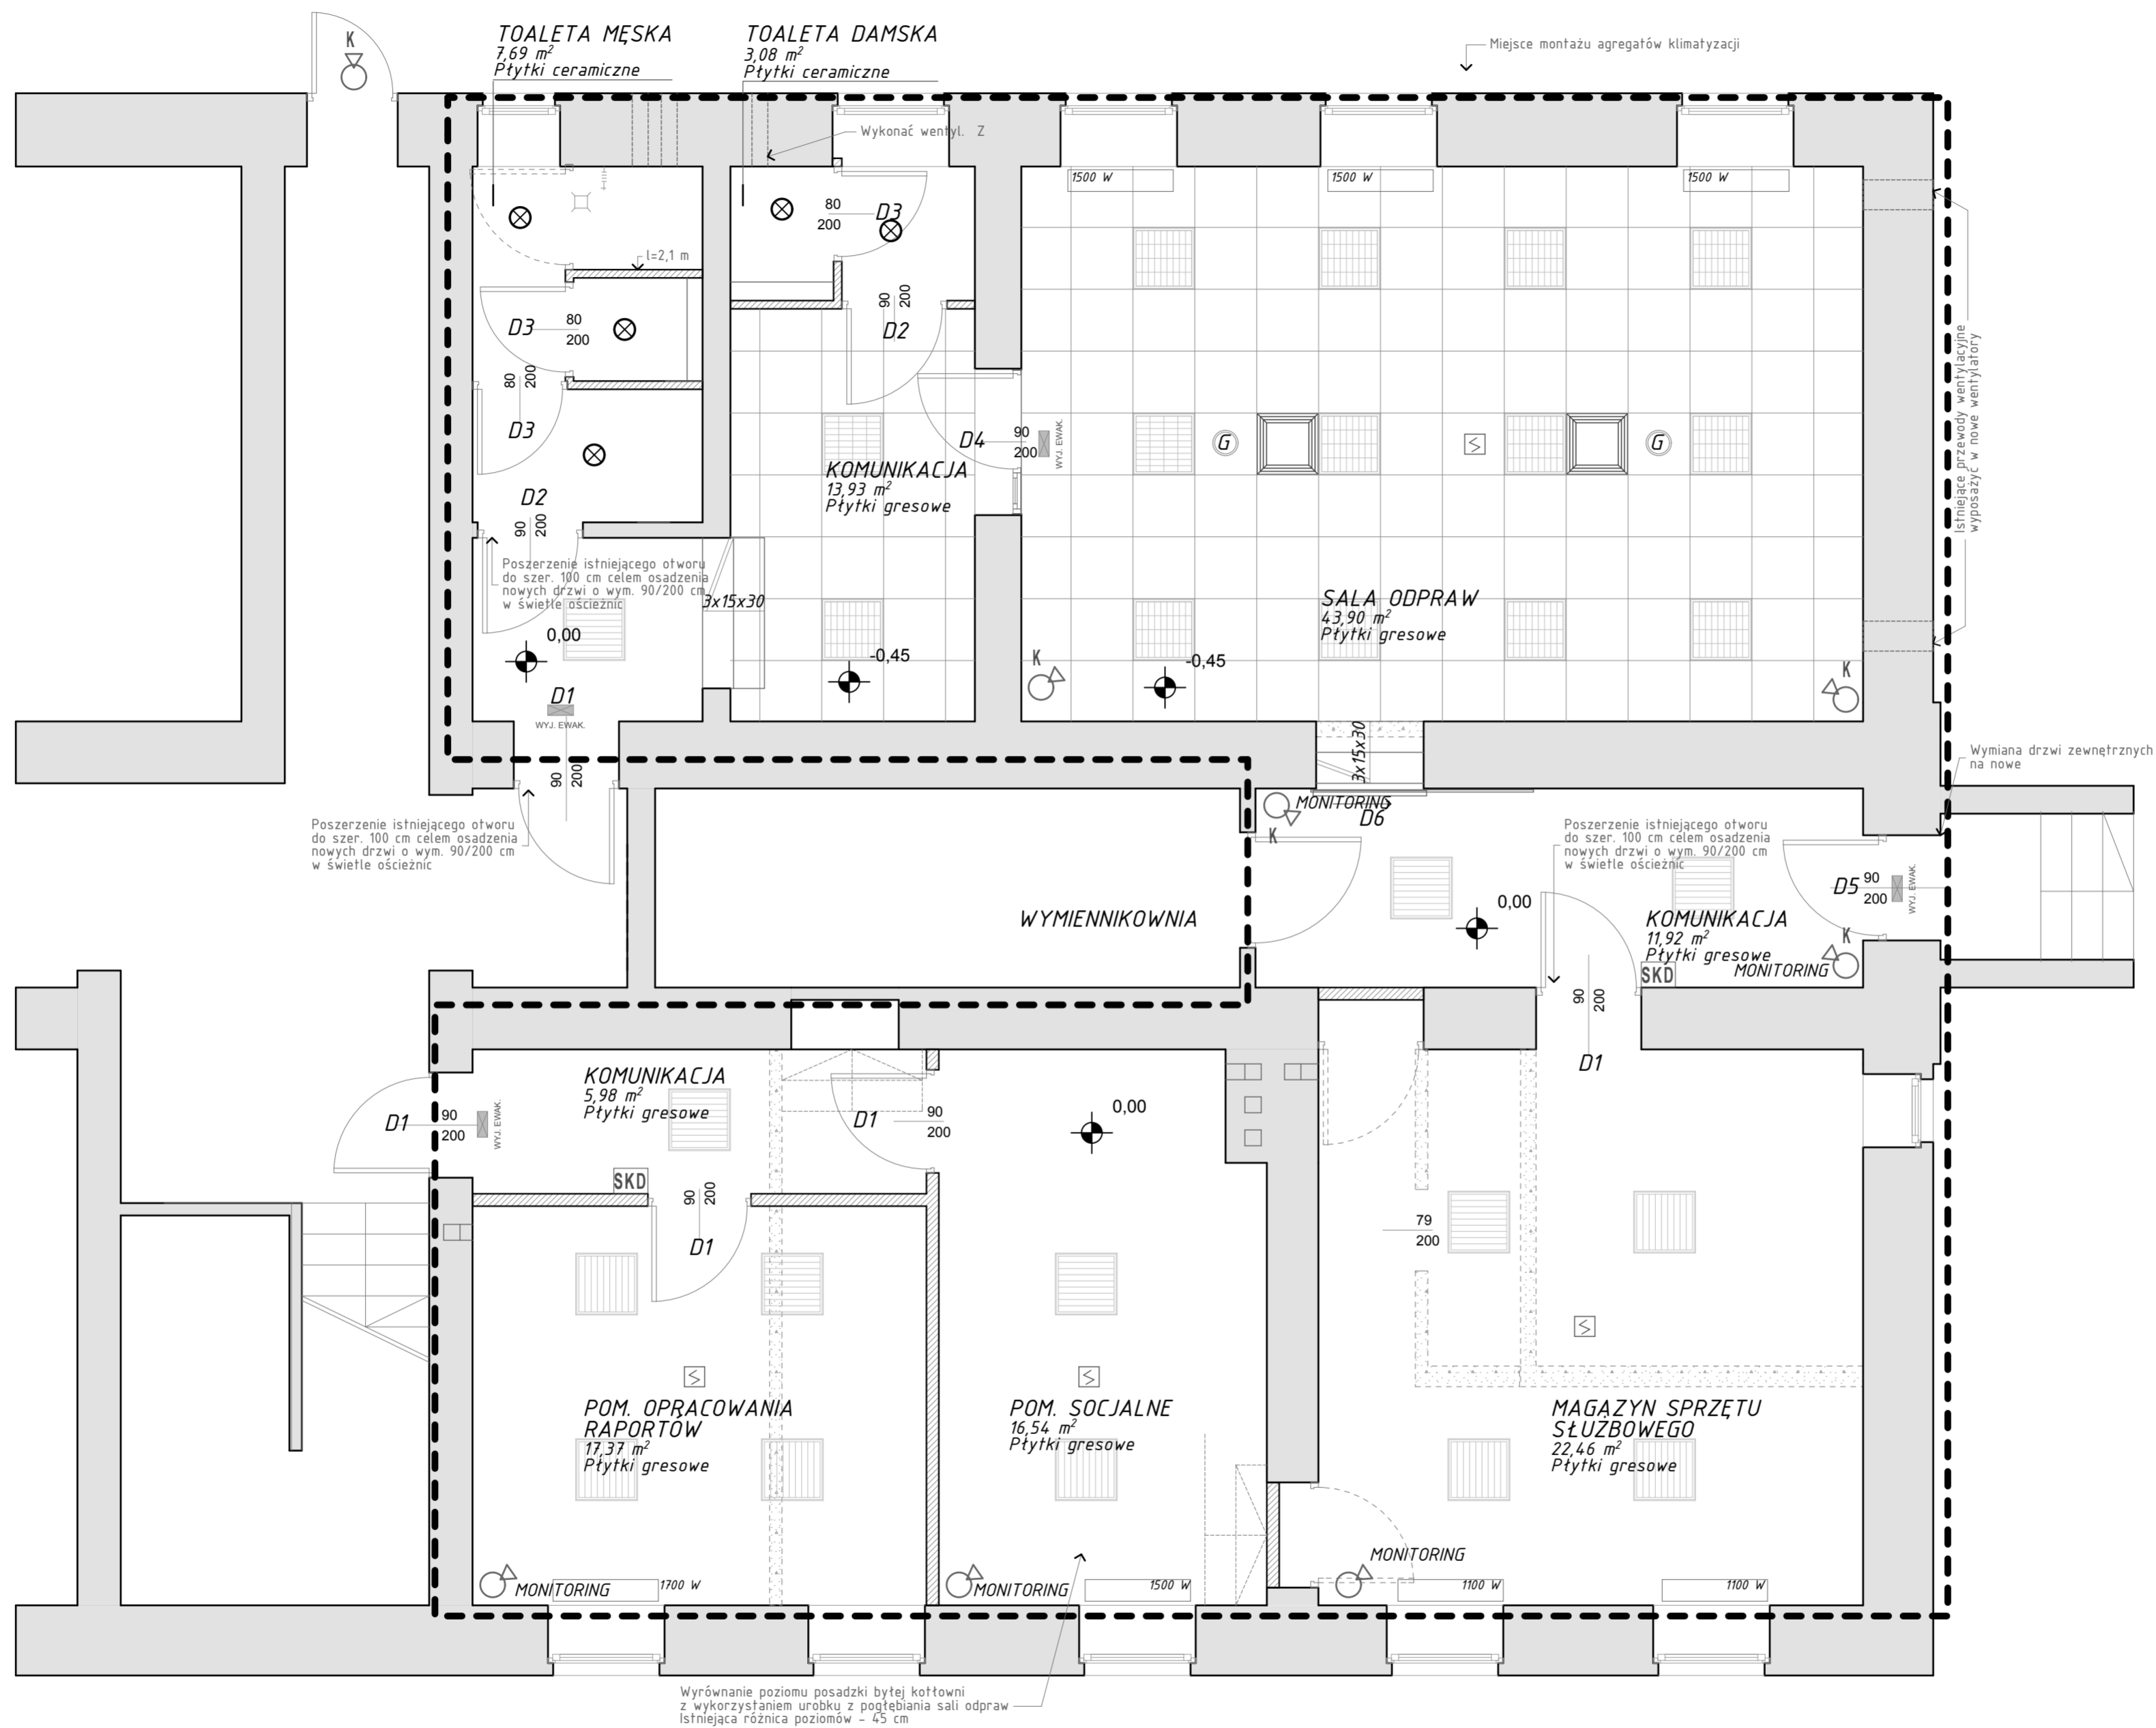 TOALETA MĘSKA
7,69 m²
Płytki ceramiczne
TOALETA DAMSKA
3,08 m²
Płytki ceramiczne
Miejsce montażu agregatów klimatyzacji
K
Wykonać wentyl. Z
1500 W
1500 W
1500 W
80
200
D3
l=2,1 m
D3
80
200
90
200
D2
80
200
D3
D4
90
200
WYJ. EWAK.
G
G
KOMUNIKACJA
13,93 m²
Płytki gresowe
D2
90
200
Istniejące przewody wentylacyjne
wyposażyć w nowe wentylatory
Poszerzenie istniejącego otworu
do szer. 100 cm celem osadzenia
nowych drzwi o wym. 90/200 cm
w świetle ościeżnic
3x15x30
SALA ODPRAW
43,90 m²
Płytki gresowe
0,00
-0,45
-0,45
K
K
D1
WYJ. EWAK.
90
200
3x15x30
Wymiana drzwi zewnętrznych
na nowe
MONITORING
K
D6
Poszerzenie istniejącego otworu
do szer. 100 cm celem osadzenia
nowych drzwi o wym. 90/200 cm
w świetle ościeżnic
Poszerzenie istniejącego otworu
do szer. 100 cm celem osadzenia
nowych drzwi o wym. 90/200 cm
w świetle ościeżnic
D5
90
200
WYJ. EWAK.
WYMIENNIKOWNIA
0,00
KOMUNIKACJA
11,92 m²
Płytki gresowe
K
MONITORING
SKD
90
200
D1
KOMUNIKACJA
5,98 m²
Płytki gresowe
D1
90
200
WYJ. EWAK.
D1
90
200
0,00
SKD
90
200
D1
79
200
POM. OPRACOWANIA
RAPORTÓW
17,37 m²
Płytki gresowe
POM. SOCJALNE
16,54 m²
Płytki gresowe
MAGAZYN SPRZĘTU
SŁUŻBOWEGO
22,46 m²
Płytki gresowe
MONITORING
1700 W
MONITORING
1500 W
MONITORING
1100 W
1100 W
Wyrównanie poziomu posadzki byłej kotłowni
z wykorzystaniem urobku z pogłębiania sali odpraw
Istniejąca różnica poziomów - 45 cm